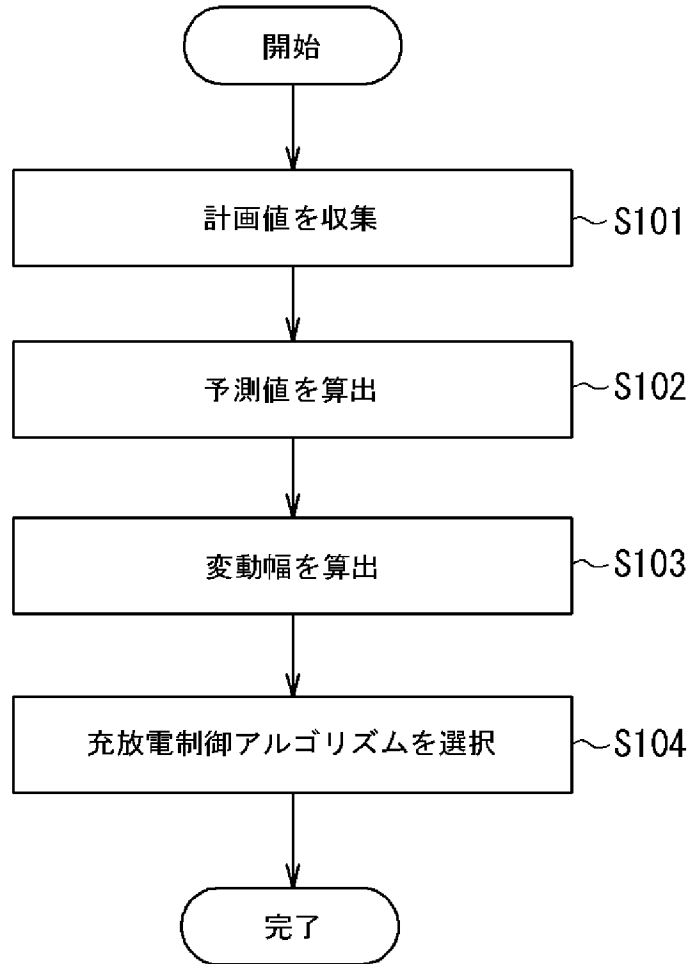 開始
計画値を収集
S101
予測値を算出
S102
変動幅を算出
S103
充放電制御アルゴリズムを選択
S104
完了